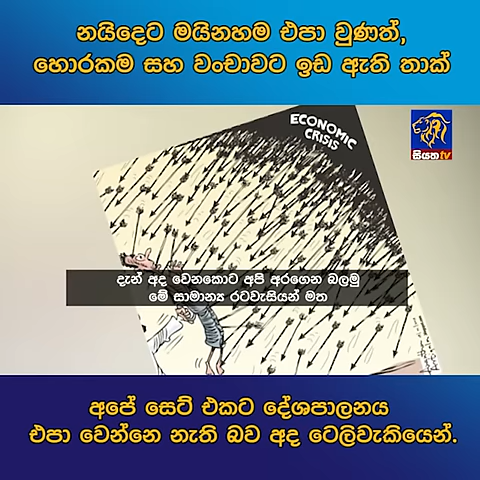 නයිදෙට මයිනහම එපා වුණත්,
හොරකම සහ වංචාවට ඉඩ ඇති තාක්
ECONOMIC
CRISIS
සියතtv
දැන් අද වෙනකොට අපි අරගෙන බලමු
මේ සාමාන්‍ය රටවැසියන් මත
අපේ සෙට් එකට දේශපාලනය
එපා වෙන්නෙ නැති බව අද ටෙලිවැකියෙන්.